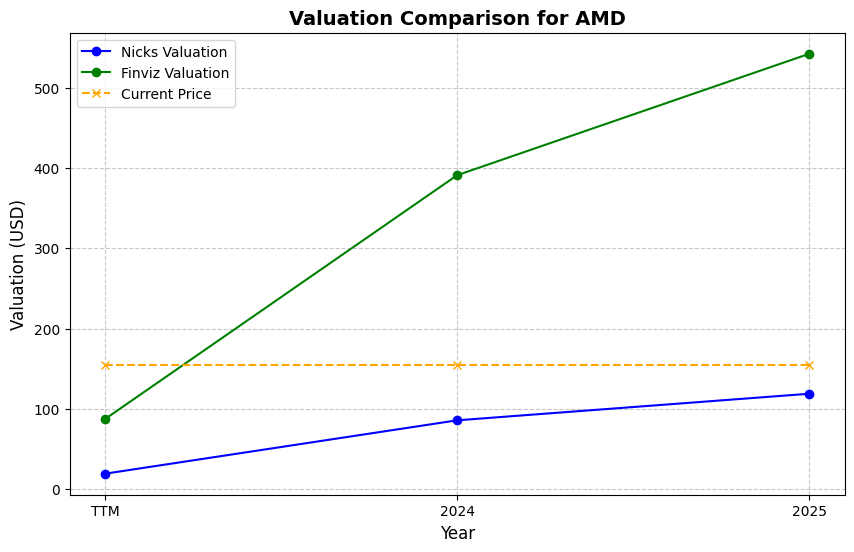 Valuation Comparison for AMD
Nicks Valuation
Finviz Valuation
Current Price
Valuation (USD)
500
400
300
200
100
0
TTM
2024
2025
Year